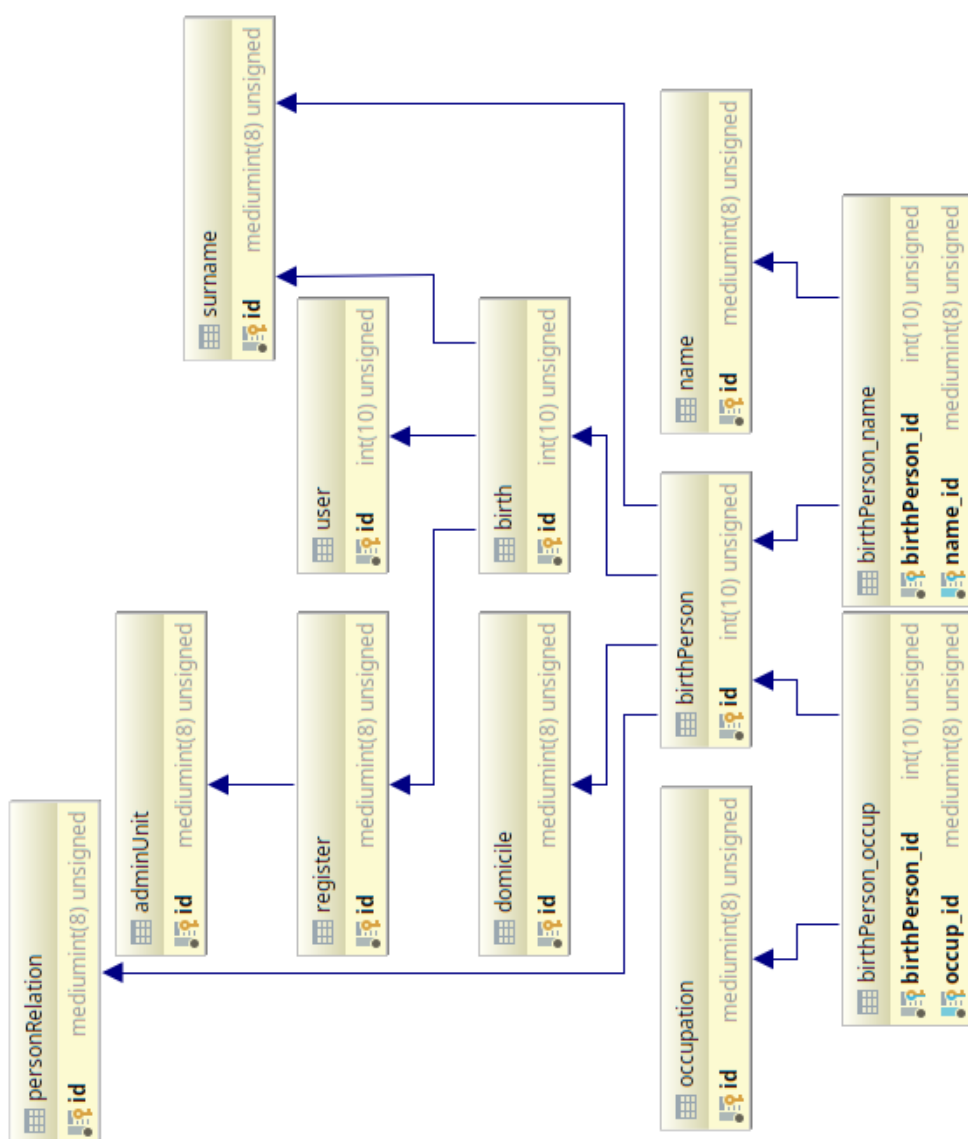 personRelation
id mediumint(8) unsigned
adminUnit
id mediumint(8) unsigned
surname
id mediumint(8) unsigned
register
id mediumint(8) unsigned
user
id int(10) unsigned
domicile
id mediumint(8) unsigned
birth
id int(10) unsigned
occupation
id mediumint(8) unsigned
birthPerson
id int(10) unsigned
name
id mediumint(8) unsigned
birthPerson_occup
birthPerson_id int(10) unsigned
occup_id mediumint(8) unsigned
birthPerson_name
birthPerson_id int(10) unsigned
name_id mediumint(8) unsigned